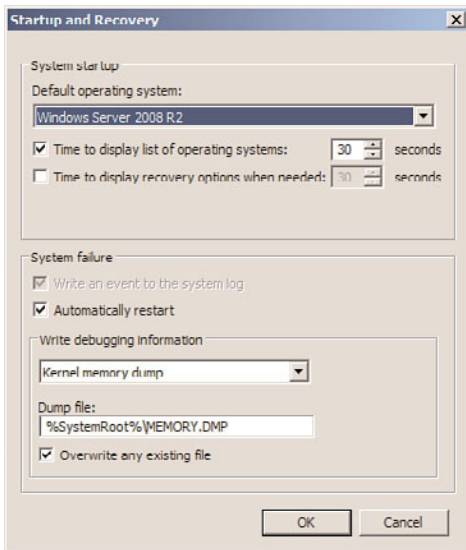 Startup and Recovery
System startup
Default operating system:
Windows Server 2008 R2
Time to display list of operating systems: 30 seconds
Time to display recovery options when needed: 30 seconds
System failure
Write an event to the system log
Automatically restart
Write debugging information
Kernel memory dump
Dump file:
%SystemRoot%\MEMORY.DMP
Overwrite any existing file
OK Cancel